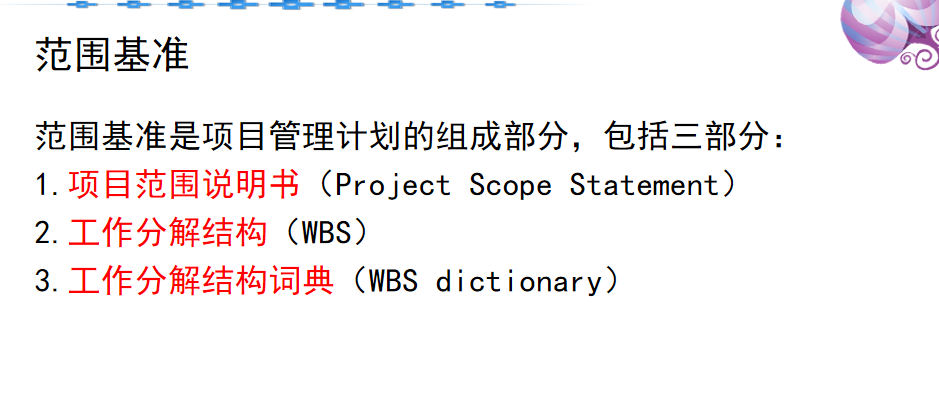 范围基准
范围基准是项目管理计划的组成部分，包括三部分：
1.项目范围说明书（Project Scope Statement）
2.工作分解结构（WBS）
3.工作分解结构词典（WBS dictionary）